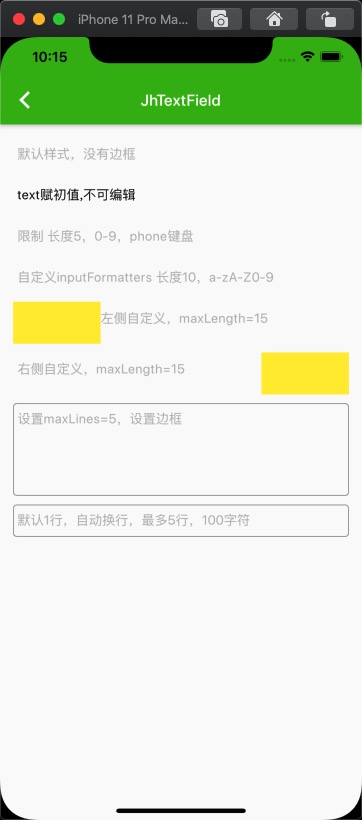 iPhone 11 Pro Ma...
10:15
JhTextField
默认样式，没有边框
text赋初值,不可编辑
限制 长度5，0-9，phone键盘
自定义inputFormatters 长度10，a-zA-Z0-9
左侧自定义，maxLength=15
右侧自定义，maxLength=15
设置maxLines=5，设置边框
默认1行，自动换行，最多5行，100字符